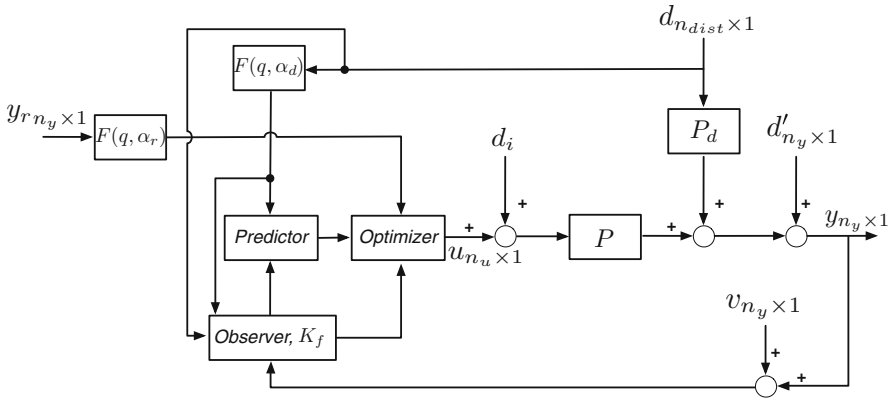 d_{n_{dist}×1}
F(q, α_d)
y_{r n_y×1}
F(q, α_r)
P_d
d'_{n_y×1}
d_i
+
+
+
Predictor
Optimizer
+
u_{n_u×1}
P
+
y_{n_y×1}
Observer, K_f
v_{n_y×1}
+
+